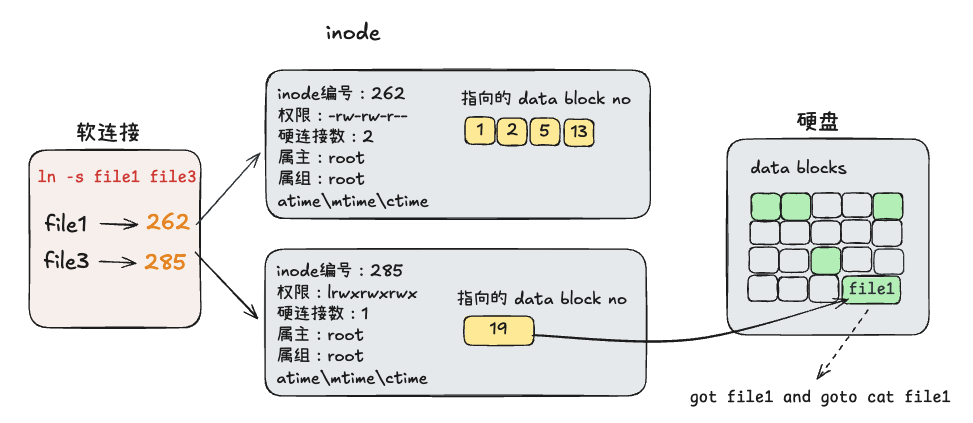 inode
软连接
ln -s file1 file3
file1 → 262
file3 → 285
inode编号：262
权限：-rw-rw-r--
硬连接数：2
属主：root
属组：root
atime\mtime\ctime
指向的 data block no
1 2 5 13
inode编号：285
权限：lrwxrwxrwx
硬连接数：1
属主：root
属组：root
atime\mtime\ctime
指向的 data block no
19
硬盘
data blocks
file1
got file1 and goto cat file1